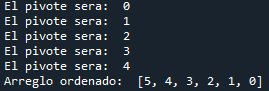 El pivote sera:  0
El pivote sera:  1
El pivote sera:  2
El pivote sera:  3
El pivote sera:  4
Arreglo ordenado:  [5, 4, 3, 2, 1, 0]